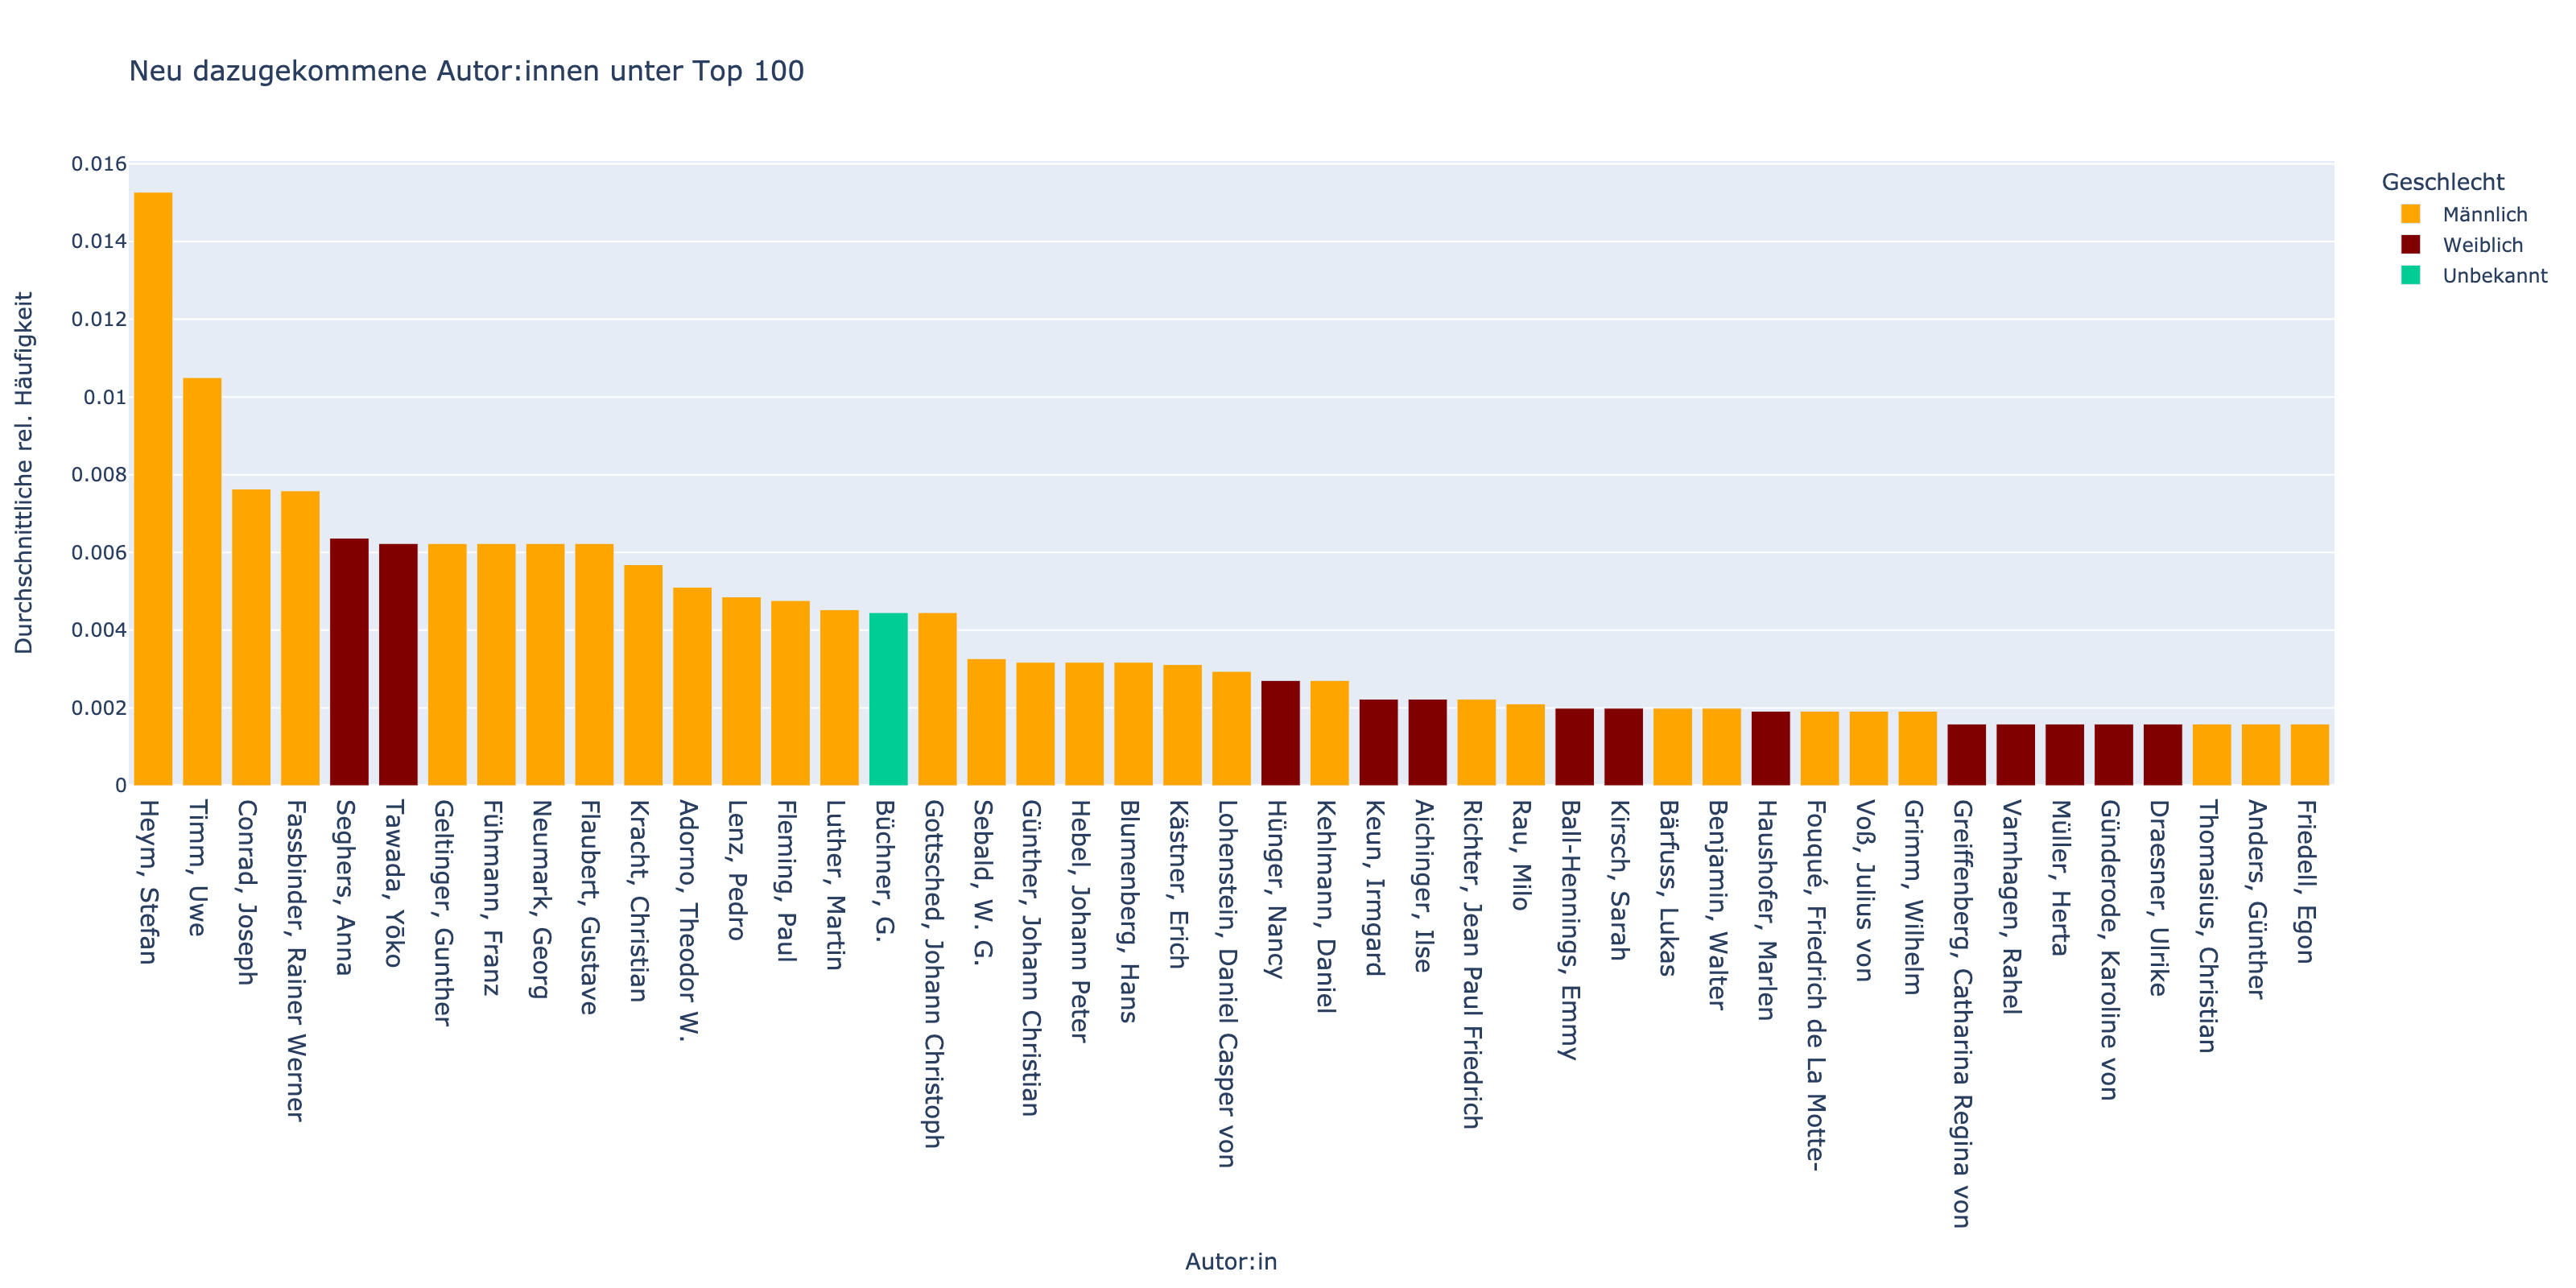 Neu dazugekommene Autor:innen unter Top 100
Durchschnittliche rel. Häufigkeit
0.016
0.014
0.012
0.01
0.008
0.006
0.004
0.002
0
Heym, Stefan
Timm, Uwe
Conrad, Joseph
Fassbinder, Rainer Werner
Seghers, Anna
Tawada, Yōko
Geltinger, Gunther
Fühmann, Franz
Neumark, Georg
Flaubert, Gustave
Kracht, Christian
Adorno, Theodor W.
Lenz, Pedro
Fleming, Paul
Luther, Martin
Büchner, G.
Gottsched, Johann Christoph
Sebald, W. G.
Günther, Johann Christian
Hebel, Johann Peter
Blumenberg, Hans
Kästner, Erich
Lohenstein, Daniel Casper von
Hünger, Nancy
Kehlmann, Daniel
Keun, Irmgard
Aichinger, Ilse
Richter, Jean Paul Friedrich
Rau, Milo
Ball-Hennings, Emmy
Kirsch, Sarah
Bärfuss, Lukas
Benjamin, Walter
Haushofer, Marlen
Fouqué, Friedrich de La Motte-
Voß, Julius von
Grimm, Wilhelm
Greiffenberg, Catharina Regina von
Varnhagen, Rahel
Müller, Herta
Günderode, Karoline von
Draesner, Ulrike
Thomasius, Christian
Anders, Günther
Friedell, Egon
Autor:in
Geschlecht
Männlich
Weiblich
Unbekannt